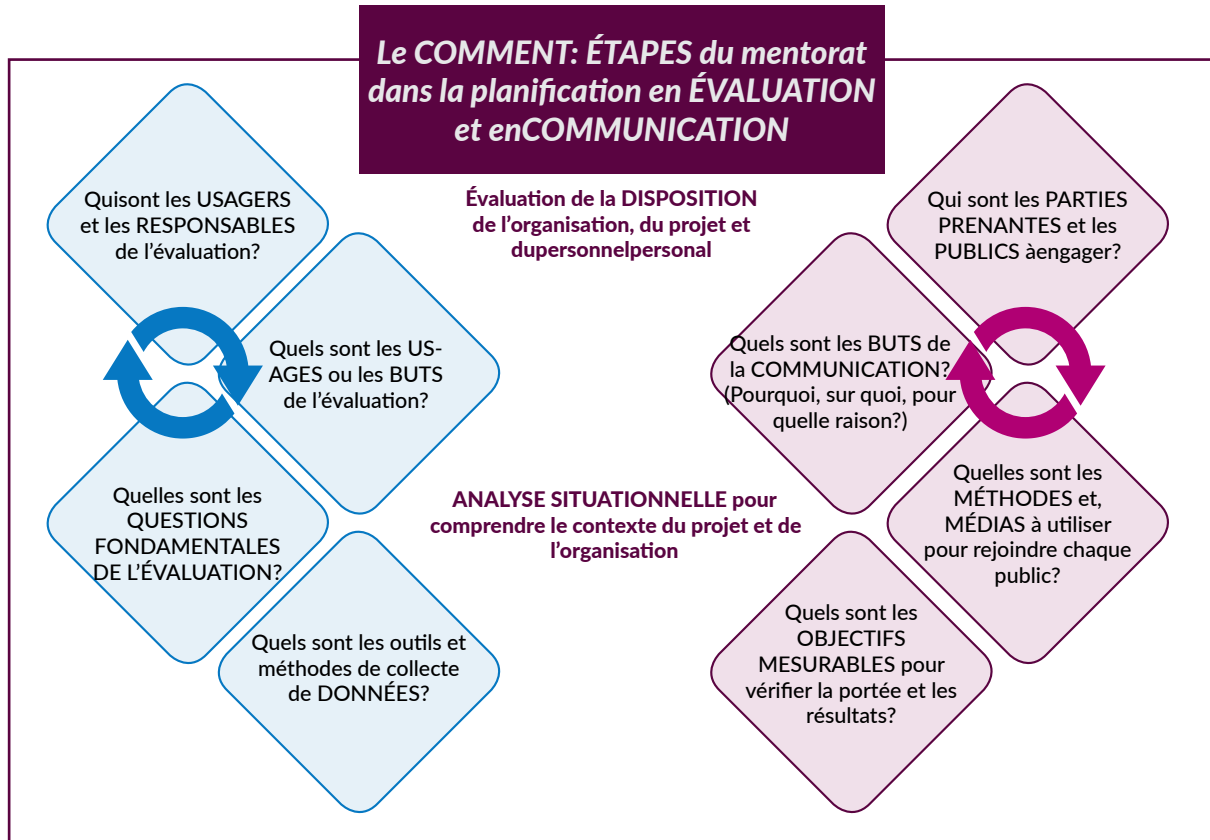 Le COMMENT: ÉTAPES du mentorat
dans la planification en ÉVALUATION
et enCOMMUNICATION
Quisont les USAGERS
et les RESPONSABLES
de l'évaluation?
Évaluation de la DISPOSITION
de l'organisation, du projet et
dupersonnelpersonal
Qui sont les PARTIES
PRENANTES et les
PUBLICS àengager?
Quels sont les US-
AGES ou les BUTS
de l'évaluation?
Quels sont les BUTS de
la COMMUNICATION?
(Pourquoi, sur quoi, pour
quelle raison?)
Quelles sont les
QUESTIONS
FONDAMENTALES
DE L'ÉVALUATION?
ANALYSE SITUATIONNELLE pour
comprendre le contexte du projet et de
l'organisation
Quelles sont les
MÉTHODES et,
MÉDIAS à utiliser
pour rejoindre chaque
public?
Quels sont les outils et
méthodes de collecte
de DONNÉES?
Quels sont les
OBJECTIFS
MESURABLES pour
vérifier la portée et les
résultats?